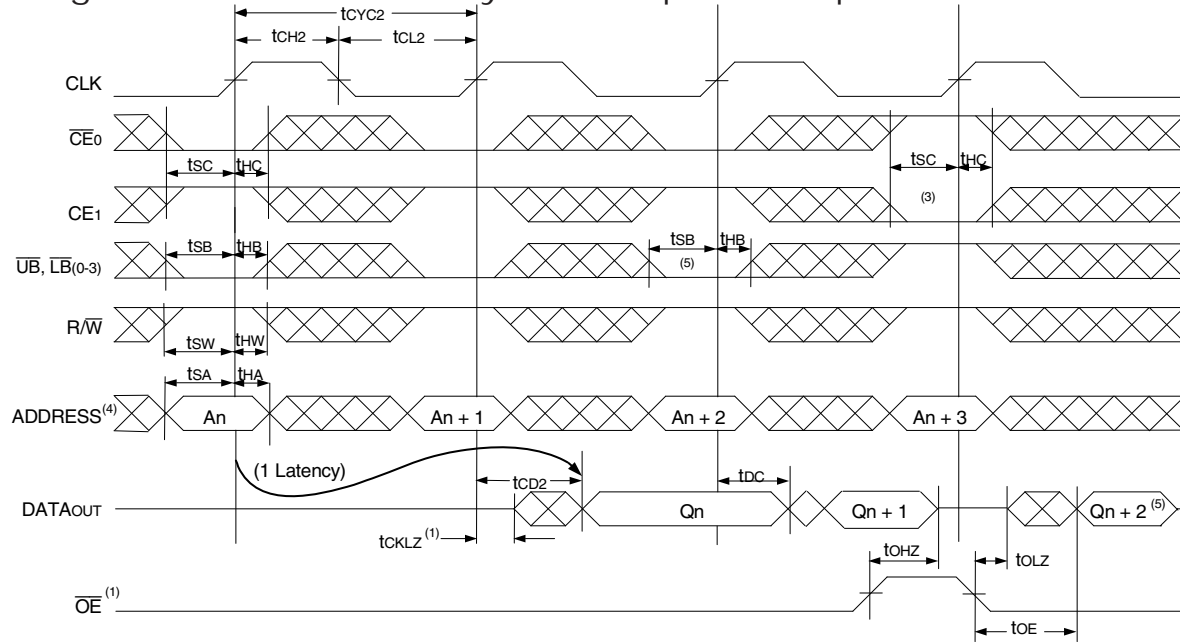 tCYC2
tCH2 tCL2
CLK
CE0
tSC tHC tSC tHC
CE1 (3)
tSB tHB tSB tHB
UB, LB(0-3) (5)
R/W
tSW tHW
tSA tHA
ADDRESS(4) An An + 1 An + 2 An + 3
(1 Latency) tCD2 tDC
DATAOUT Qn Qn + 1 Qn + 2 (5)
tCKLZ (1) tOHZ tOLZ
OE (1)
tOE